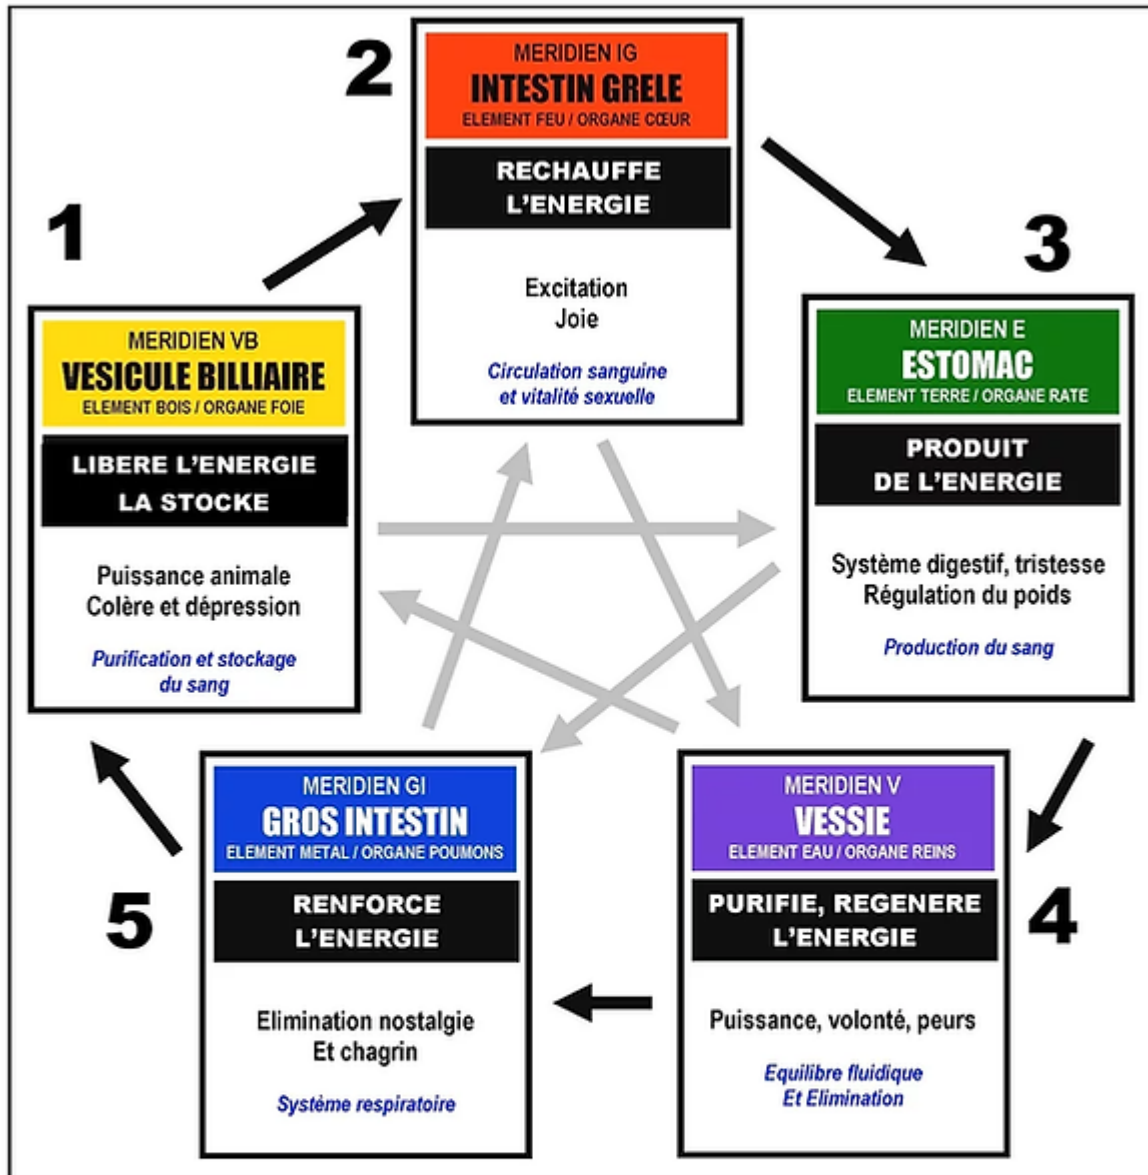 2
MERIDIEN IG
INTESTIN GRELE
ELEMENT FEU / ORGANE CŒUR
RECHAUFFE
L'ENERGIE
Excitation
Joie
Circulation sanguine
et vitalité sexuelle
1
MERIDIEN VB
VESICULE BILLIAIRE
ELEMENT BOIS / ORGANE FOIE
LIBERE L'ENERGIE
LA STOCKE
Puissance animale
Colère et dépression
Purification et stockage
du sang
3
MERIDIEN E
ESTOMAC
ELEMENT TERRE / ORGANE RATE
PRODUIT
DE L'ENERGIE
Système digestif, tristesse
Régulation du poids
Production du sang
5
MERIDIEN GI
GROS INTESTIN
ELEMENT METAL / ORGANE POUMONS
RENFORCE
L'ENERGIE
Elimination nostalgie
Et chagrin
Système respiratoire
4
MERIDIEN V
VESSIE
ELEMENT EAU / ORGANE REINS
PURIFIE, REGENERE
L'ENERGIE
Puissance, volonté, peurs
Equilibre fluidique
Et Elimination